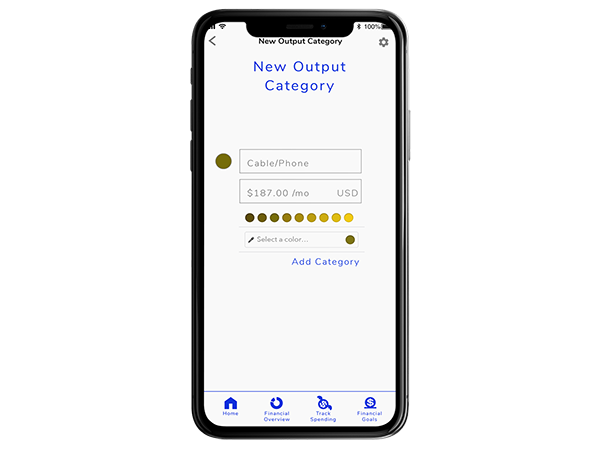 100%
New Output Category
New Output
Category
Cable/Phone
$187.00 /mo USD
Select a color...
Add Category
Home
Financial
Overview
Track
Spending
Financial
Goals